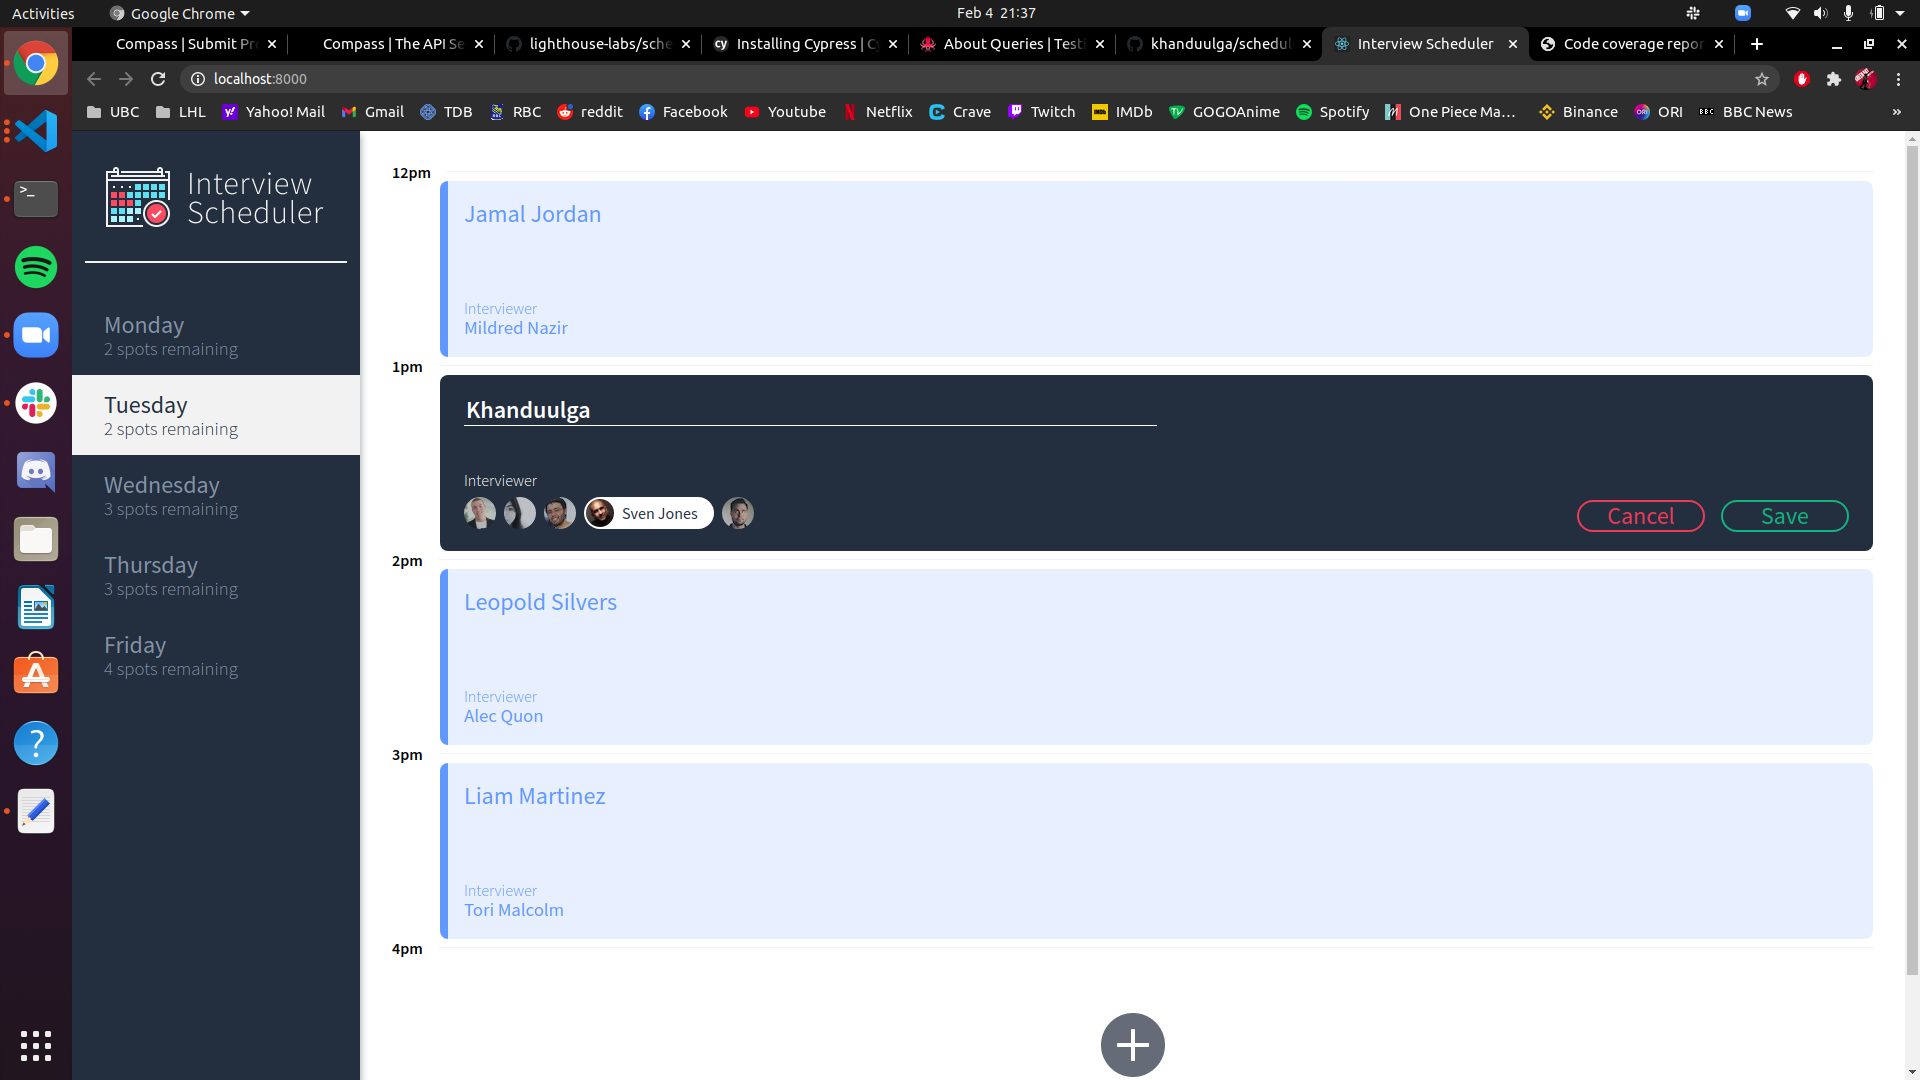 Activities
Google Chrome
Feb 4 21:37
Compass | Submit Pr
Compass | The API Se
lighthouse-labs/sche
cy
Installing Cypress | C
About Queries | Testi
khanduulga/schedul
Interview Scheduler
Code coverage repor
localhost:8000
UBC
LHL
Yahoo! Mail
Gmail
TDB
RBC
reddit
Facebook
Youtube
Netflix
Crave
Twitch
IMDb
GOGOAnime
Spotify
One Piece Ma...
Binance
ORI
BBC
BBC News
»
Interview
Scheduler
Monday
2 spots remaining
Tuesday
2 spots remaining
Wednesday
3 spots remaining
Thursday
3 spots remaining
Friday
4 spots remaining
12pm
Jamal Jordan
Interviewer
Mildred Nazir
1pm
Khanduulga
Interviewer
Sven Jones
Cancel
Save
2pm
Leopold Silvers
Interviewer
Alec Quon
3pm
Liam Martinez
Interviewer
Tori Malcolm
4pm